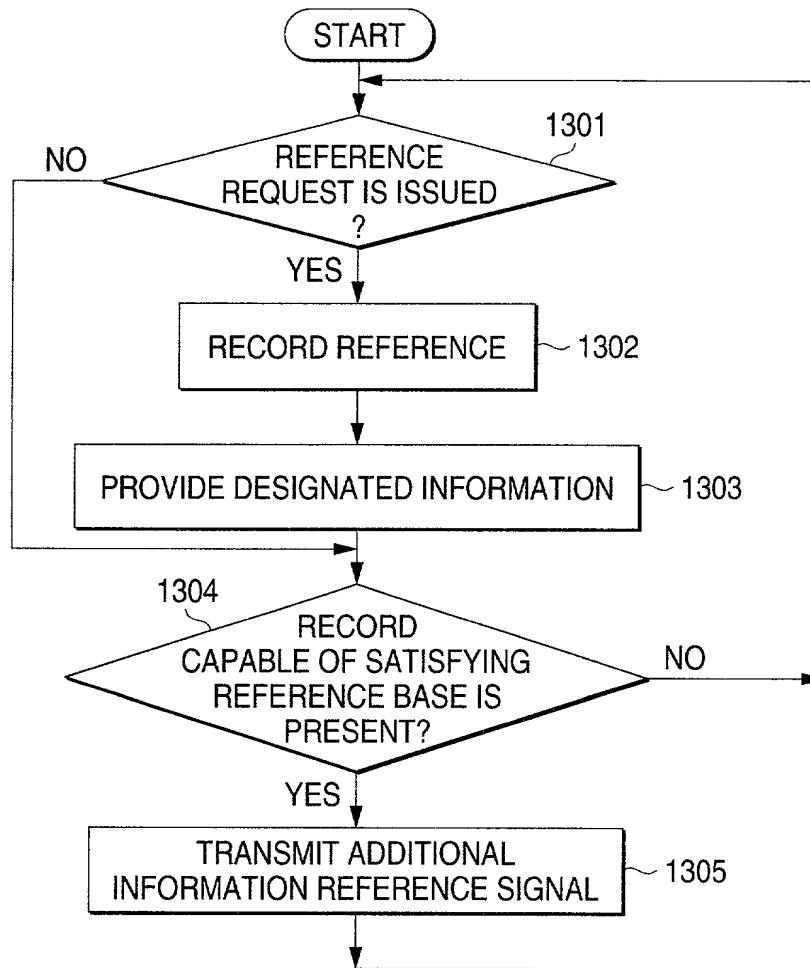 START
1301
NO
REFERENCE
REQUEST IS ISSUED
?
YES
RECORD REFERENCE
1302
PROVIDE DESIGNATED INFORMATION
1303
1304
RECORD
CAPABLE OF SATISFYING
REFERENCE BASE IS
PRESENT?
NO
YES
TRANSMIT ADDITIONAL
INFORMATION REFERENCE SIGNAL
1305